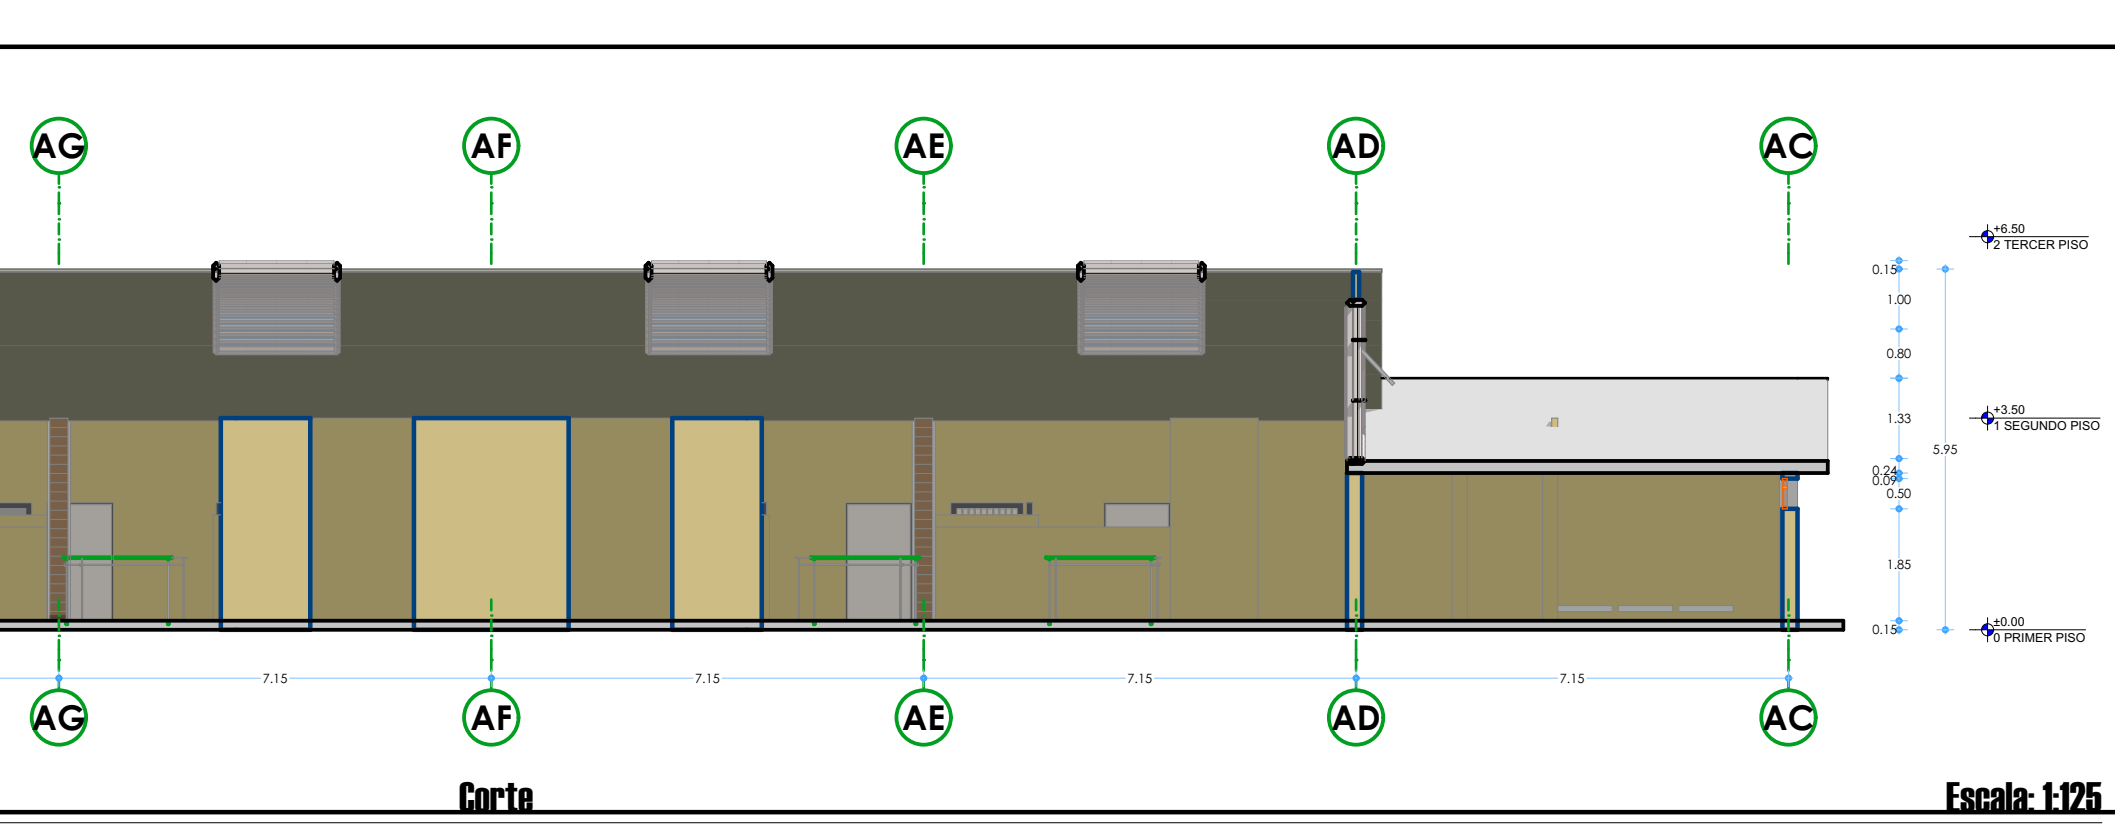 AG AF AE AD AC
+6.50
2 TERCER PISO
0.15
1.00
0.80
+3.50
1.33
1 SEGUNDO PISO
5.95
0.24
0.09
0.50
1.85
±0.00
0.15
0 PRIMER PISO
7.15 7.15 7.15 7.15
AG AF AE AD AC
Corte
Escala: 1:125